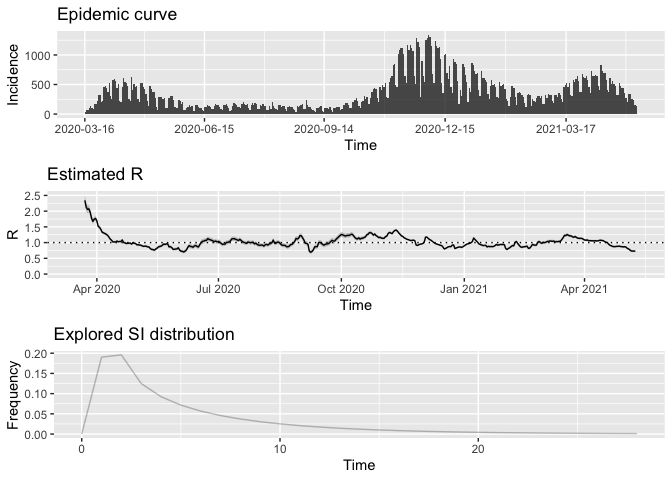 Epidemic curve
Incidence
1000
500
0
2020-03-16 2020-06-15 2020-09-14 2020-12-15 2021-03-17
Time
Estimated R
R
2.5
2.0
1.5
1.0
0.5
0.0
Apr 2020 Jul 2020 Oct 2020 Jan 2021 Apr 2021
Time
Explored SI distribution
Frequency
0.20
0.15
0.10
0.05
0.00
0 10 20
Time